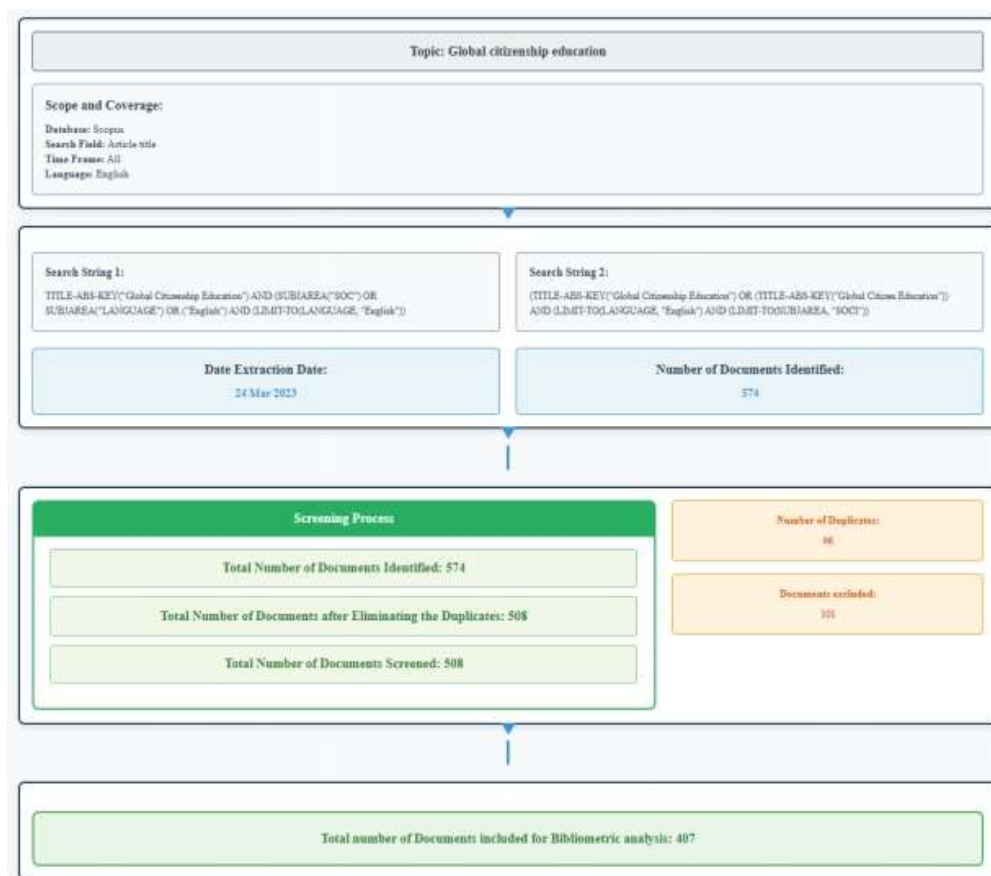 Topic: Global citizenship education
Scope and Coverage:
Database: Scopus
Search Field: Article title
Time Frame: All
Language: English
Search String 1:
TITLE-ABS-KEY("Global Citizenship Education") AND (SUBJAREA("SOC") OR
SUBJAREA("LANGUAGE") OR ("English") AND (LIMIT-TO(LANGUAGE, "English"))
Search String 2:
(TITLE-ABS-KEY("Global Citizenship Education") OR (TITLE-ABS-KEY("Global Citizen Education"))
AND (LIMIT-TO(LANGUAGE, "English") AND (LIMIT-TO(SUBJAREA, "SOCI"))
Date Extraction Date:
24 Mar 2023
Number of Documents Identified:
574
Screening Process
Total Number of Documents Identified: 574
Total Number of Documents after Eliminating the Duplicates: 508
Total Number of Documents Screened: 508
Number of Duplicates:
66
Documents excluded:
101
Total number of Documents included for Bibliometric analysis: 407